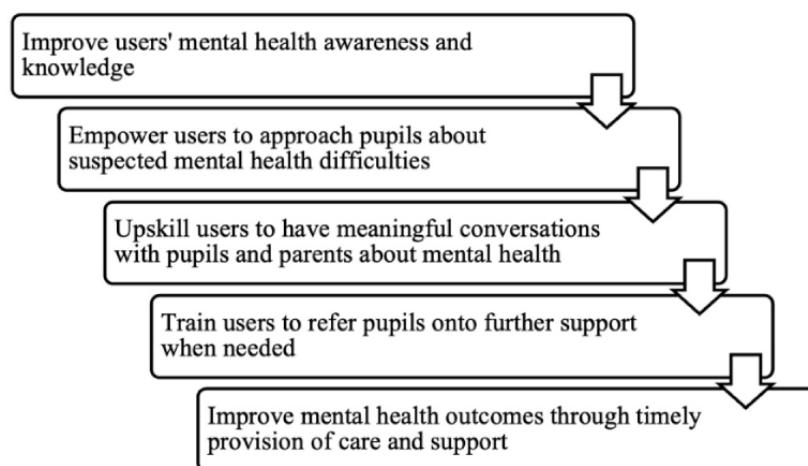 Improve users' mental health awareness and
knowledge
Empower users to approach pupils about
suspected mental health difficulties
Upskill users to have meaningful conversations
with pupils and parents about mental health
Train users to refer pupils onto further support
when needed
Improve mental health outcomes through timely
provision of care and support